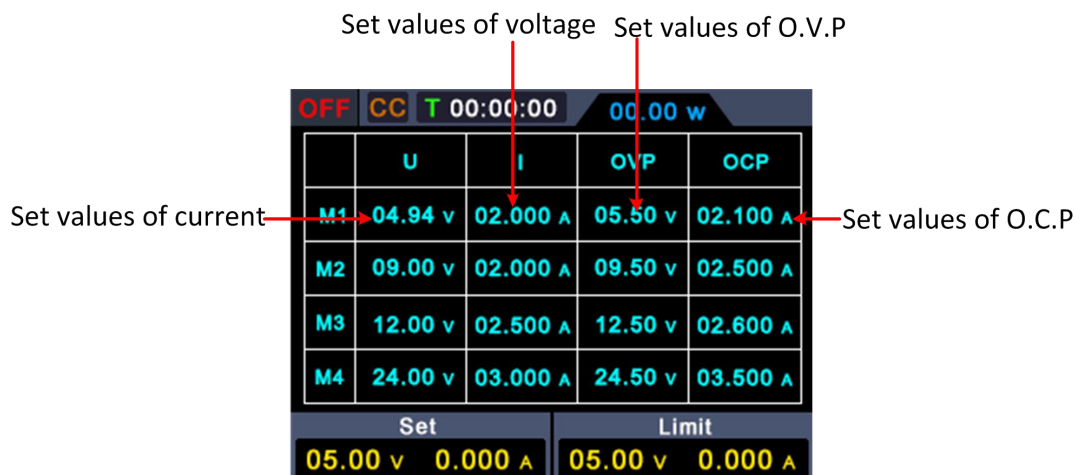 Set values of voltage Set values of O.V.P
OFF CC T 00:00:00 00.00 W
U I OVP OCP
Set values of current M1 04.94 V 02.000 A 05.50 V 02.100 A Set values of O.C.P
M2 09.00 V 02.000 A 09.50 V 02.500 A
M3 12.00 V 02.500 A 12.50 V 02.600 A
M4 24.00 V 03.000 A 24.50 V 03.500 A
Set Limit
05.00 V 0.000 A 05.00 V 0.000 A